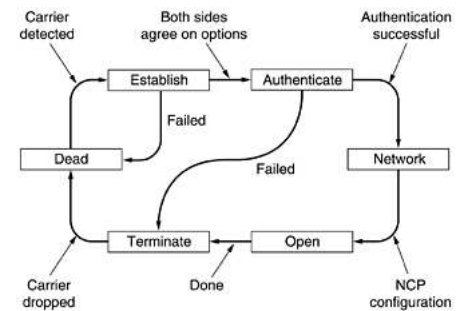 Carrier
detected
Both sides
agree on options
Authentication
successful
Establish
Authenticate
Failed
Dead
Failed
Network
Terminate
Open
Carrier
dropped
Done
NCP
configuration